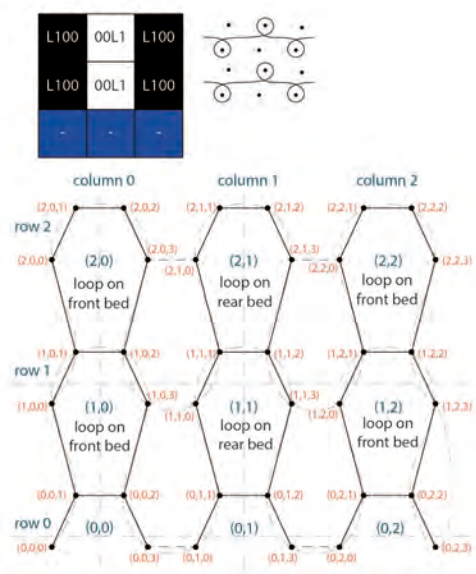 L100 00L1 L100
L100 00L1 L100
- - -
column 0 column 1 column 2
(2,0,1) (2,0,2) (2,1,1) (2,1,2) (2,2,1) (2,2,2)
row 2
(2,0,0) (2,0) (2,0,3) (2,1,0) (2,1) (2,1,3) (2,2,0) (2,2) (2,2,3)
loop on loop on loop on
front bed rear bed front bed
(1,0,1) (1,0,2) (1,1,1) (1,1,2) (1,2,1) (1,2,2)
row 1
(1,0,0) (1,0) (1,0,3) (1,1,0) (1,1) (1,1,3) (1,2,0) (1,2) (1,2,3)
loop on loop on loop on
front bed rear bed front bed
(0,0,1) (0,0,2) (0,1,1) (0,1,2) (0,2,1) (0,2,2)
row 0 (0,0) (0,1) (0,2)
(0,0,0) (0,0,3) (0,1,0) (0,1,3) (0,2,0) (0,2,3)